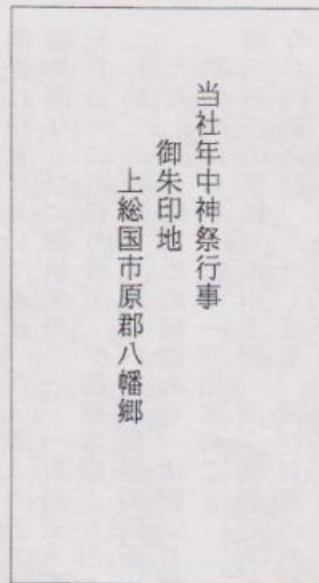 当社年中神祭行事
御朱印地
上総国市原郡八幡郷